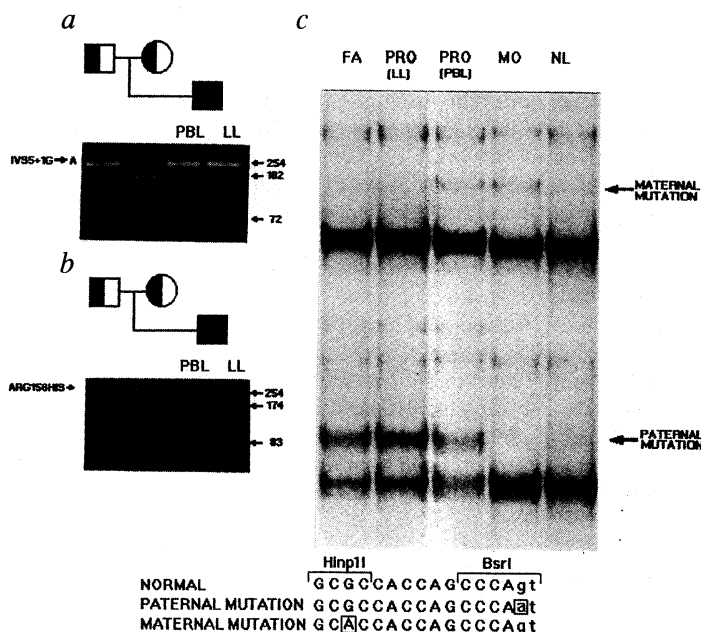 a
PBL LL
IVS5+1G→A
254
182
72
b
PBL LL
ARG156HIS
254
174
83
c
FA PRO PRO MO NL
[LL] [PBL]
MATERNAL
MUTATION
PATERNAL
MUTATION
Hinp1I BsrI
NORMAL GCGCCACCAGCCCAgt
PATERNAL MUTATION GCGCCACCAGCCCAat
MATERNAL MUTATION GCACCACCAGCCCAgt